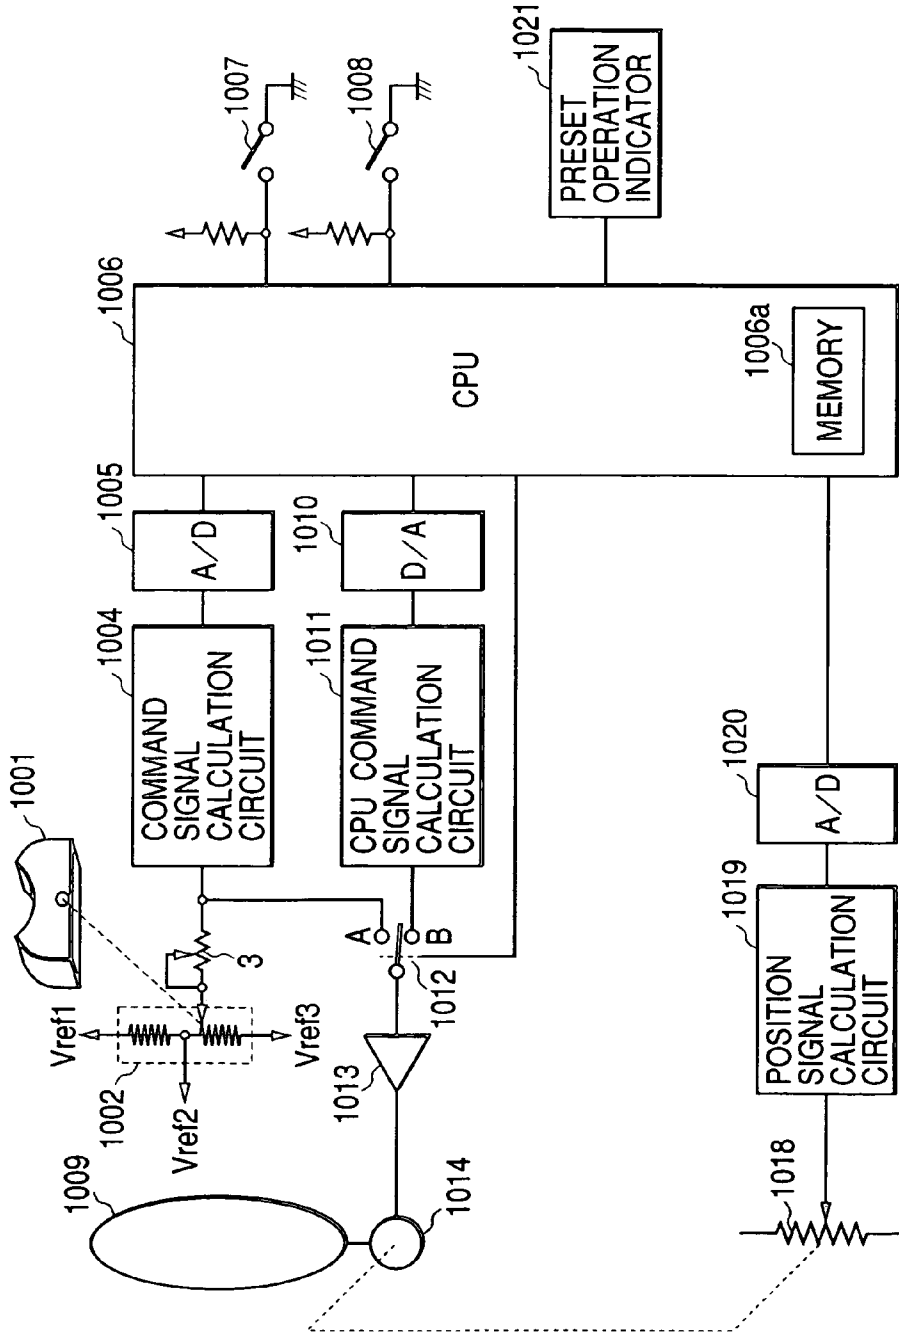 1009
1002
Vref1
Vref2
Vref3
1001
3
1004
COMMAND
SIGNAL
CALCULATION
CIRCUIT
1005
A/D
1006
CPU
1006a
MEMORY
1007
1008
1021
PRESET
OPERATION
INDICATOR
1014
1013
1012
A
B
1011
CPU COMMAND
SIGNAL
CALCULATION
CIRCUIT
1010
D/A
1018
1019
POSITION
SIGNAL
CALCULATION
CIRCUIT
1020
A/D